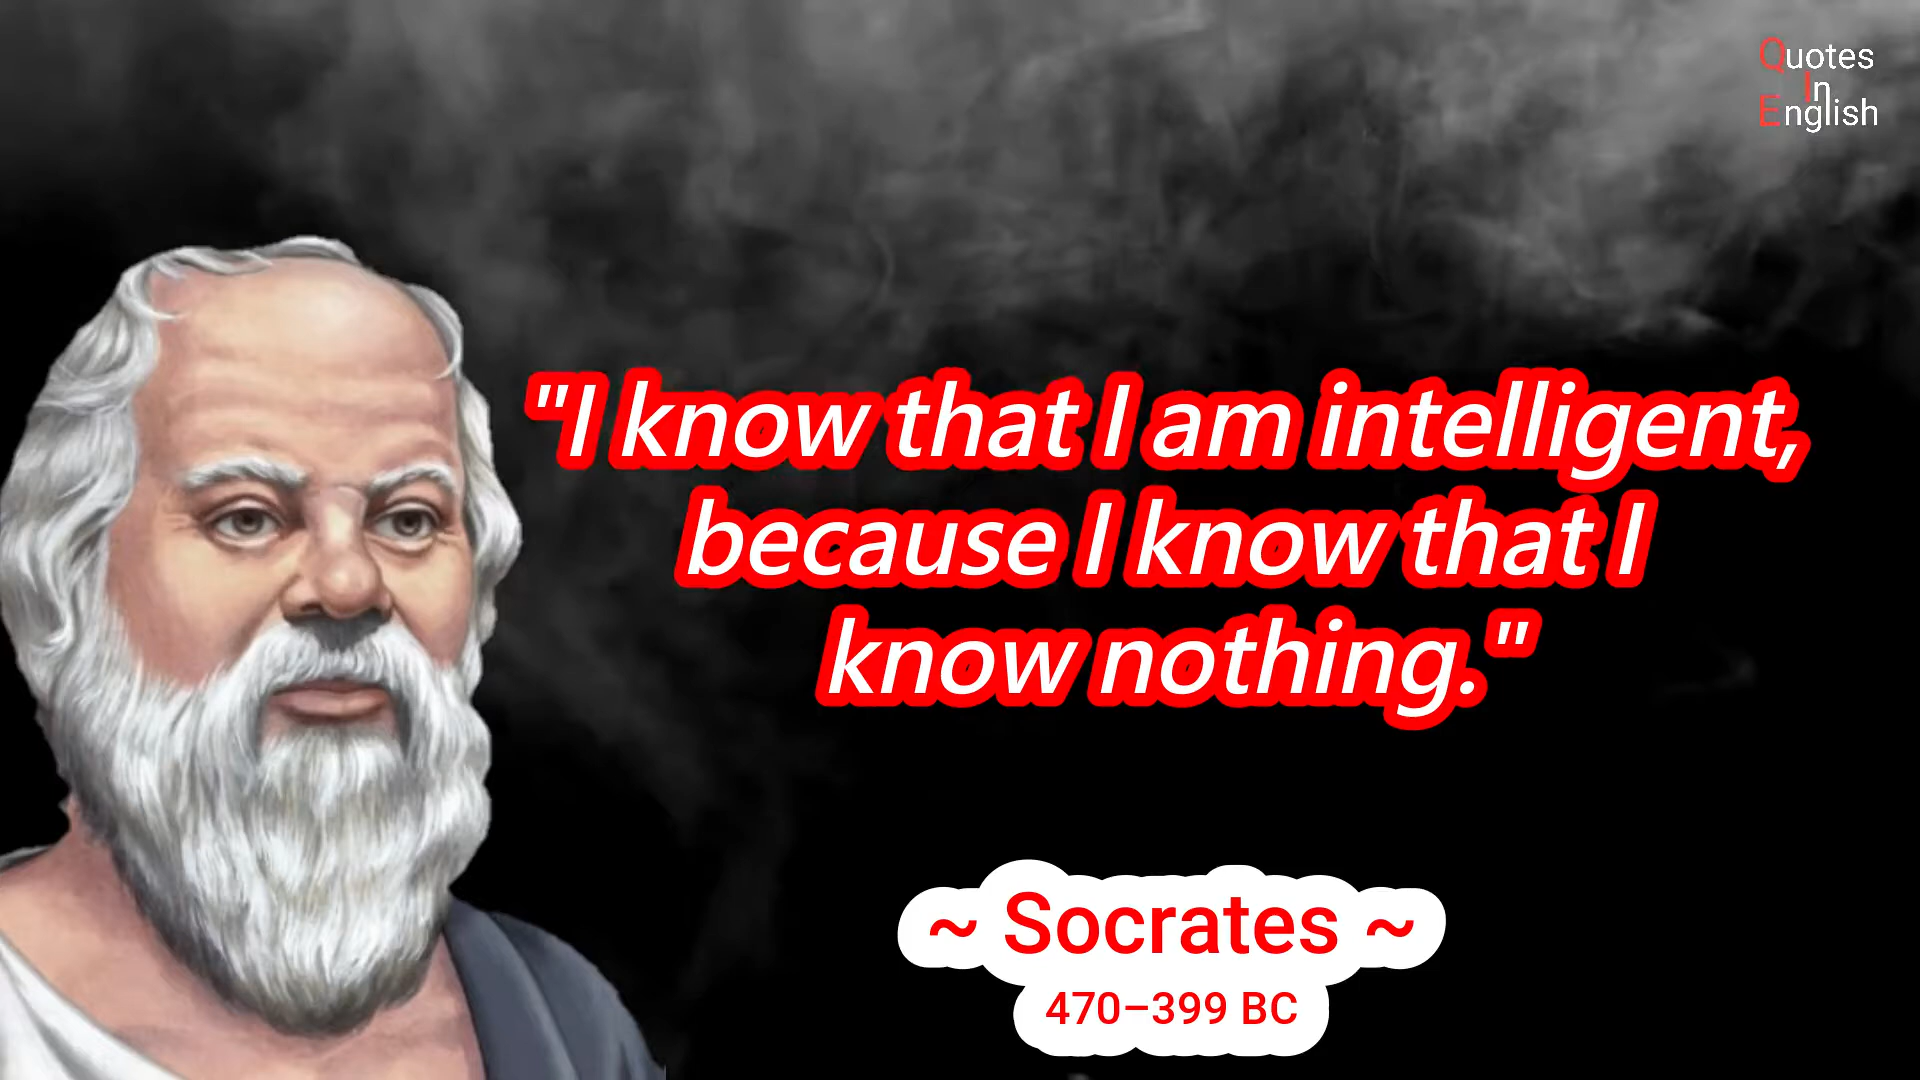 Quotes
In
English
"I know that I am intelligent,
because I know that I
know nothing."
~ Socrates ~
470–399 BC